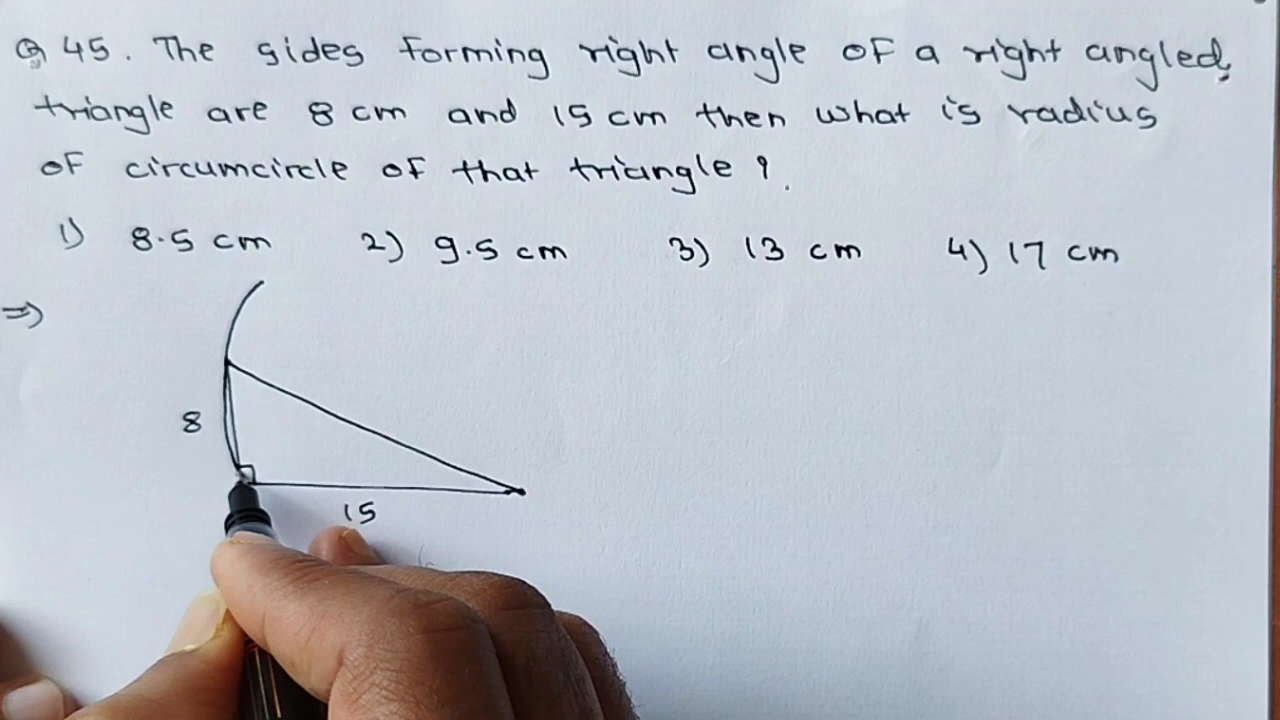 Q 45. The sides forming right angle of a right angled
triangle are 8 cm and 15 cm then what is radius
of circumcircle of that triangle ?
1) 8.5 cm 2) 9.5 cm 3) 13 cm 4) 17 cm
⇒
8
15